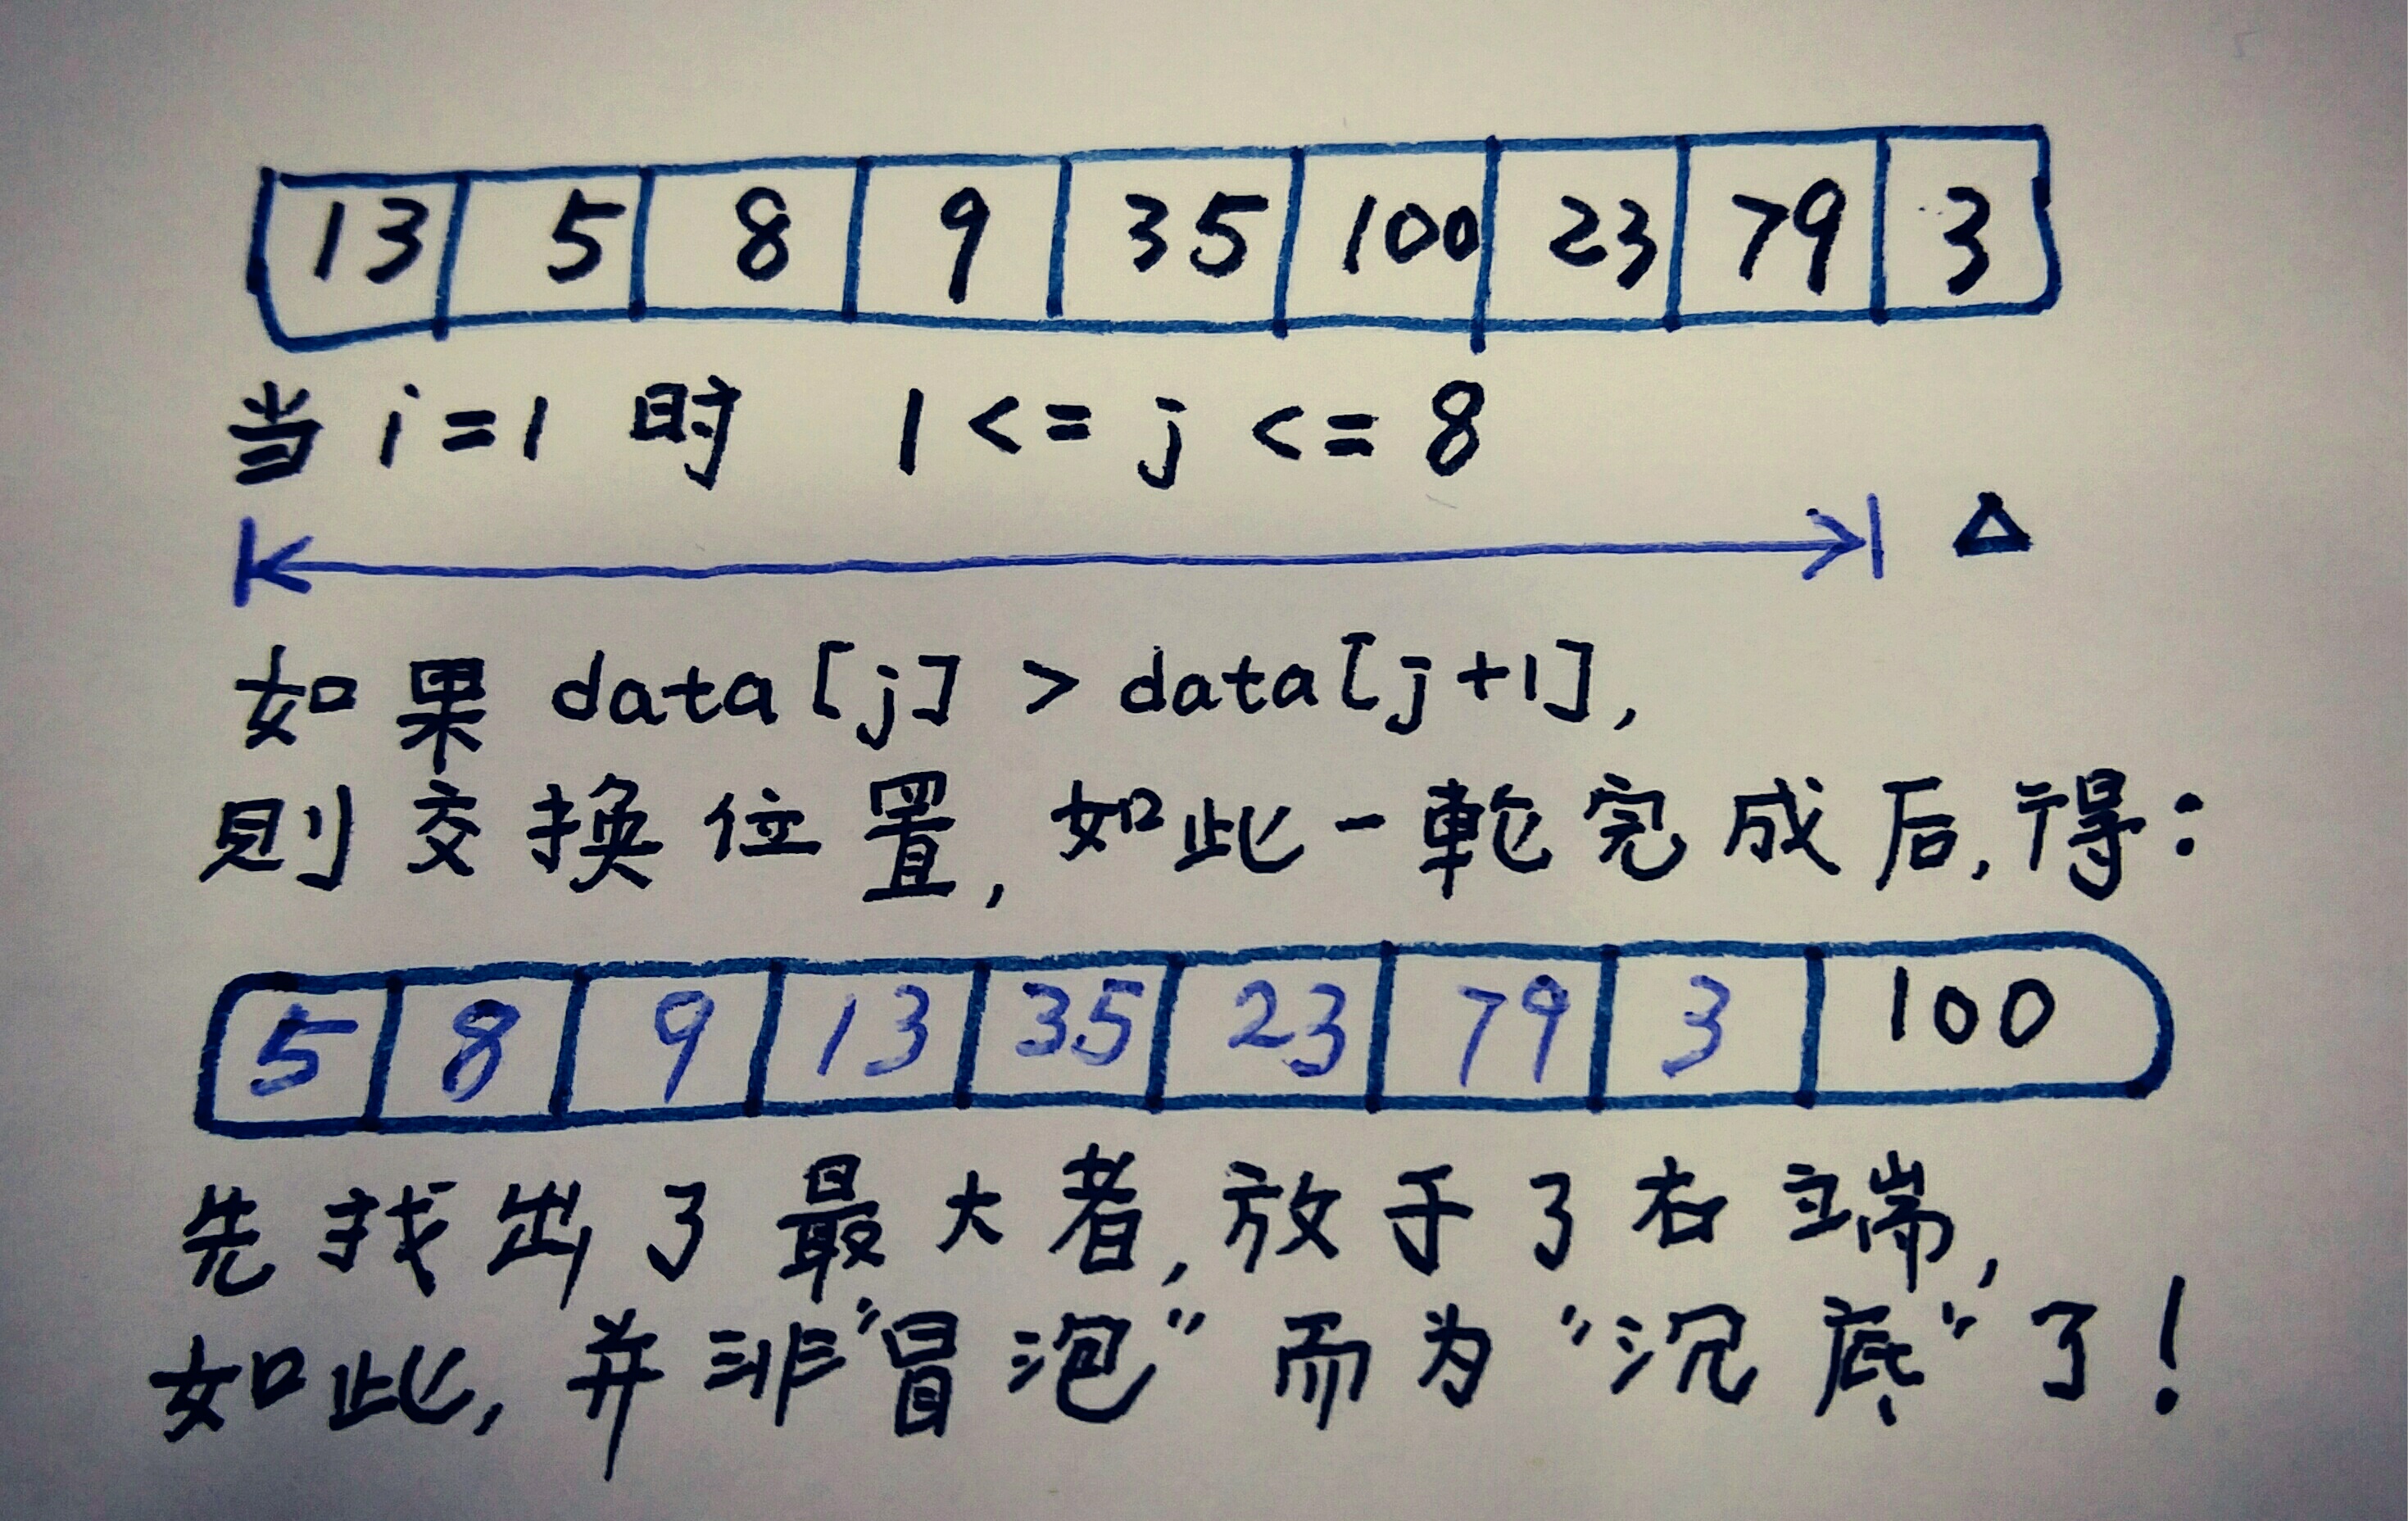 13 5 8 9 35 100 23 79 3
当 i=1 时 1 <= j <= 8
Δ
如果 data[j] > data[j+1],
则交换位置,如此一轮完成后,得:
5 8 9 13 35 23 79 3 100
先找出了最大者,放于了右端,
如此,并非"冒泡"而为"沉底"了!